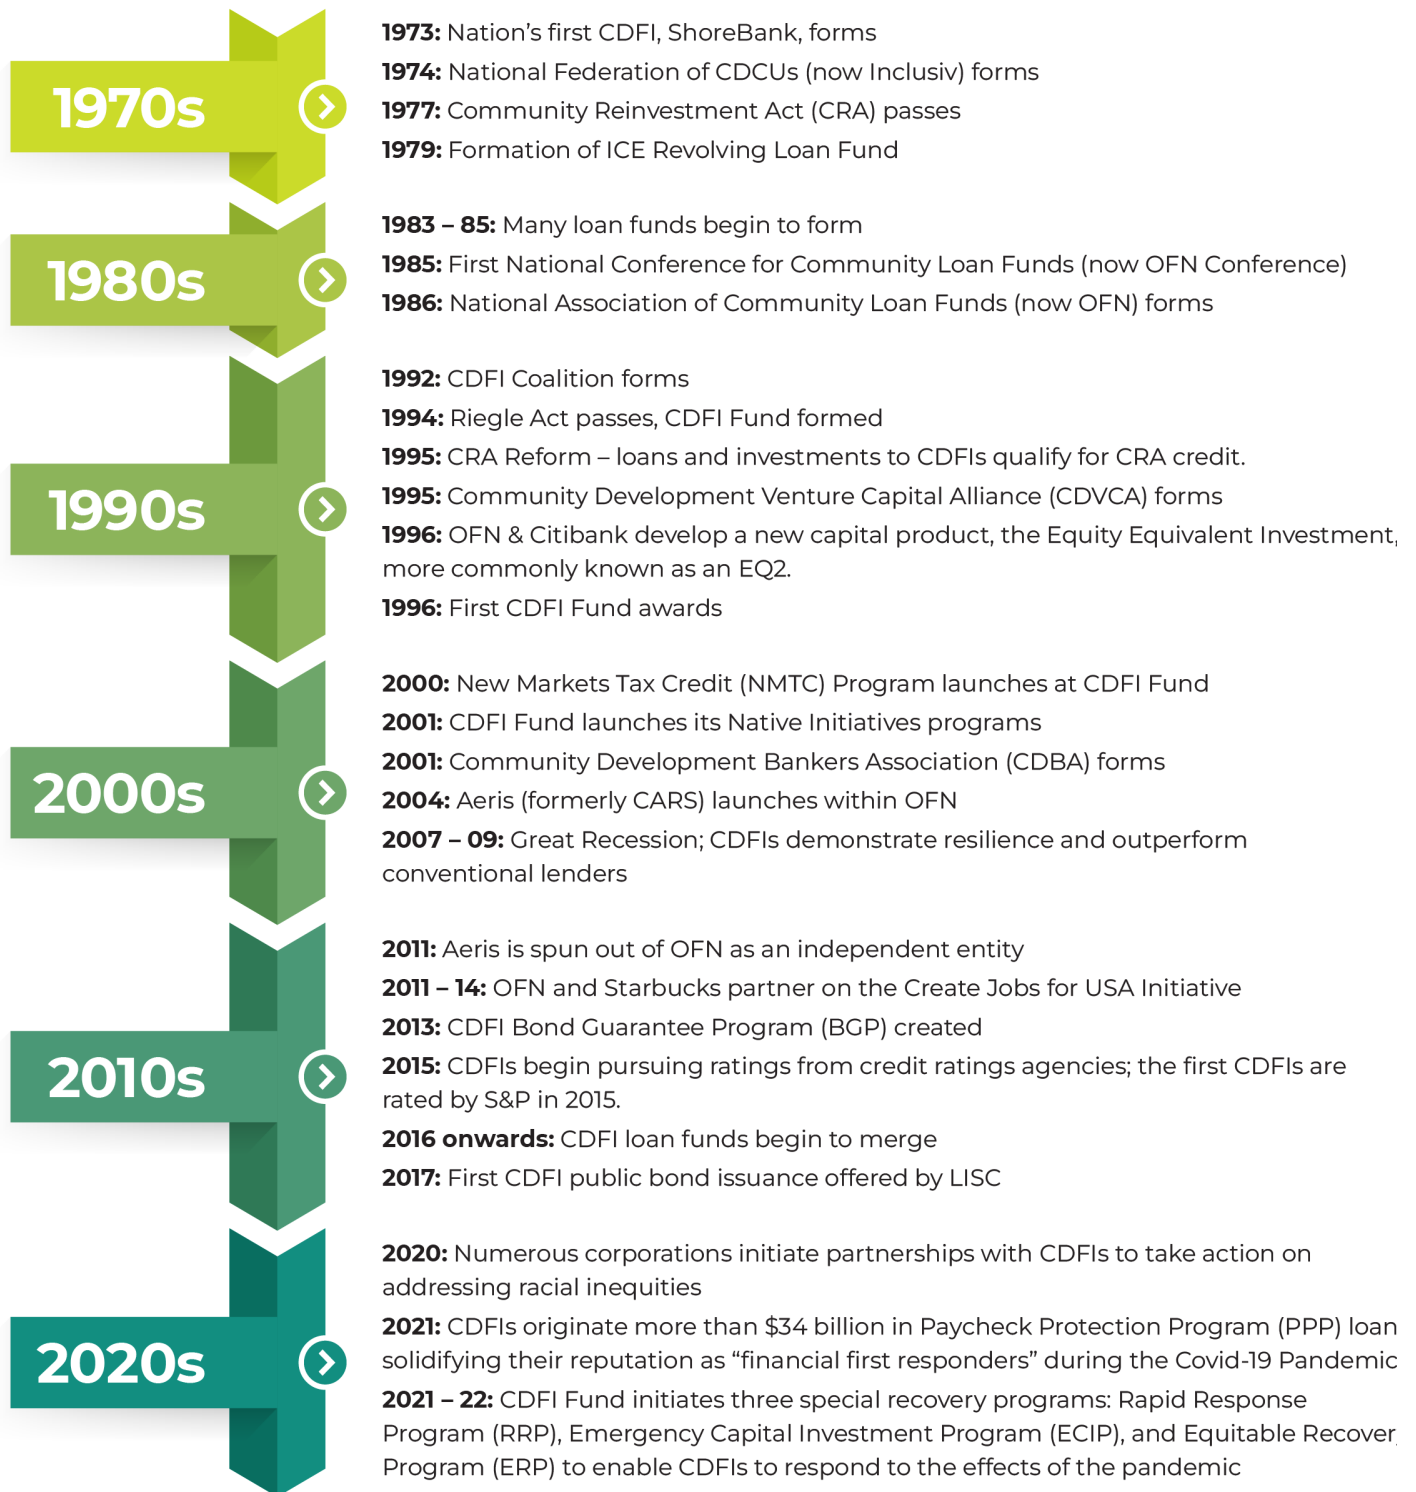 1970s
1973: Nation’s first CDFI, ShoreBank, forms
1974: National Federation of CDCUs (now Inclusiv) forms
1977: Community Reinvestment Act (CRA) passes
1979: Formation of ICE Revolving Loan Fund
1980s
1983 – 85: Many loan funds begin to form
1985: First National Conference for Community Loan Funds (now OFN Conference)
1986: National Association of Community Loan Funds (now OFN) forms
1990s
1992: CDFI Coalition forms
1994: Riegle Act passes, CDFI Fund formed
1995: CRA Reform – loans and investments to CDFIs qualify for CRA credit.
1995: Community Development Venture Capital Alliance (CDVCA) forms
1996: OFN & Citibank develop a new capital product, the Equity Equivalent Investment,
more commonly known as an EQ2.
1996: First CDFI Fund awards
2000s
2000: New Markets Tax Credit (NMTC) Program launches at CDFI Fund
2001: CDFI Fund launches its Native Initiatives programs
2001: Community Development Bankers Association (CDBA) forms
2004: Aeris (formerly CARS) launches within OFN
2007 – 09: Great Recession; CDFIs demonstrate resilience and outperform
conventional lenders
2010s
2011: Aeris is spun out of OFN as an independent entity
2011 – 14: OFN and Starbucks partner on the Create Jobs for USA Initiative
2013: CDFI Bond Guarantee Program (BGP) created
2015: CDFIs begin pursuing ratings from credit ratings agencies; the first CDFIs are
rated by S&P in 2015.
2016 onwards: CDFI loan funds begin to merge
2017: First CDFI public bond issuance offered by LISC
2020s
2020: Numerous corporations initiate partnerships with CDFIs to take action on
addressing racial inequities
2021: CDFIs originate more than $34 billion in Paycheck Protection Program (PPP) loan
solidifying their reputation as “financial first responders” during the Covid-19 Pandemic
2021 – 22: CDFI Fund initiates three special recovery programs: Rapid Response
Program (RRP), Emergency Capital Investment Program (ECIP), and Equitable Recover
Program (ERP) to enable CDFIs to respond to the effects of the pandemic